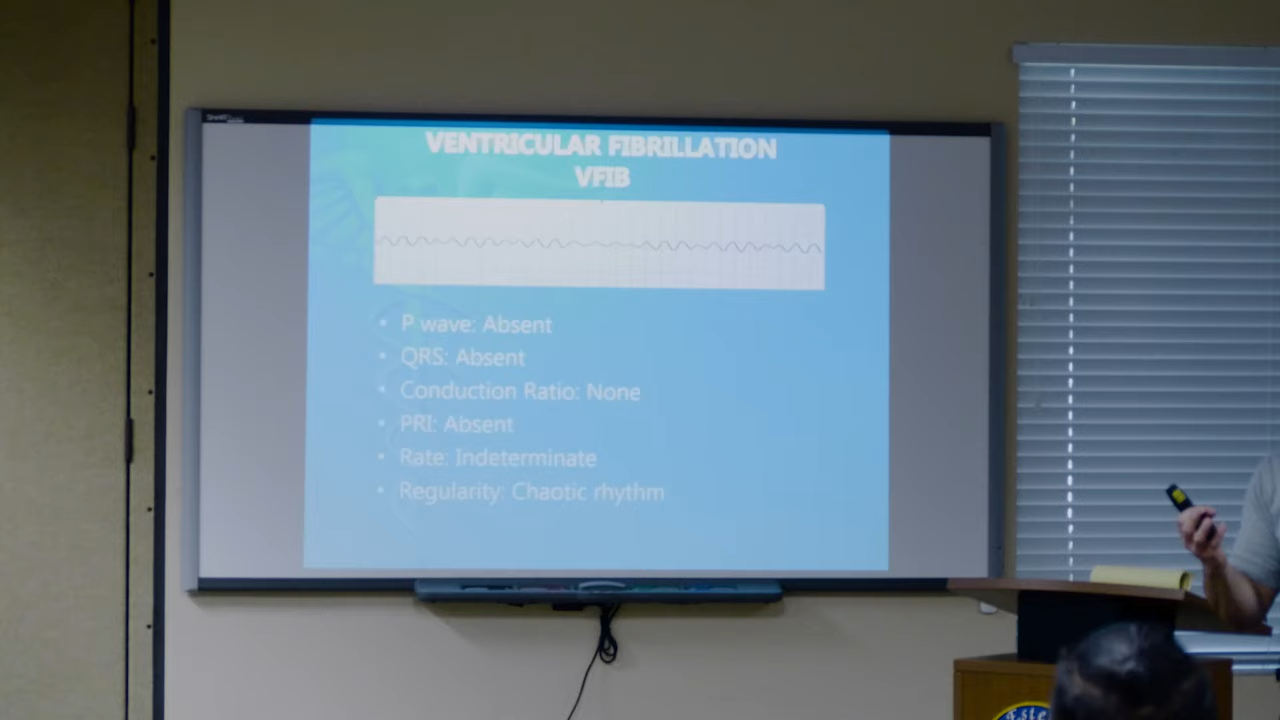 VENTRICULAR FIBRILLATION
VFIB
• P wave: Absent
• QRS: Absent
• Conduction Ratio: None
• PRI: Absent
• Rate: Indeterminate
• Regularity: Chaotic rhythm